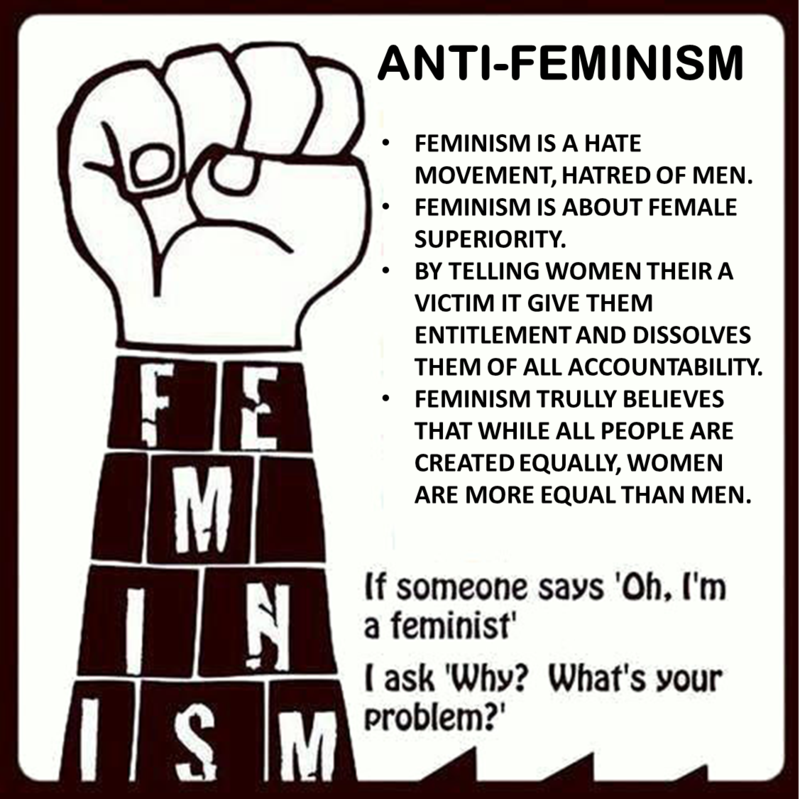 ANTI-FEMINISM
• FEMINISM IS A HATE
MOVEMENT, HATRED OF MEN.
• FEMINISM IS ABOUT FEMALE
SUPERIORITY.
• BY TELLING WOMEN THEIR A
VICTIM IT GIVE THEM
ENTITLEMENT AND DISSOLVES
THEM OF ALL ACCOUNTABILITY.
• FEMINISM TRULLY BELIEVES
THAT WHILE ALL PEOPLE ARE
CREATED EQUALLY, WOMEN
ARE MORE EQUAL THAN MEN.
If someone says 'Oh, I'm
a feminist'
I ask 'Why? What's your
problem?'
FE
M
IN
ISM